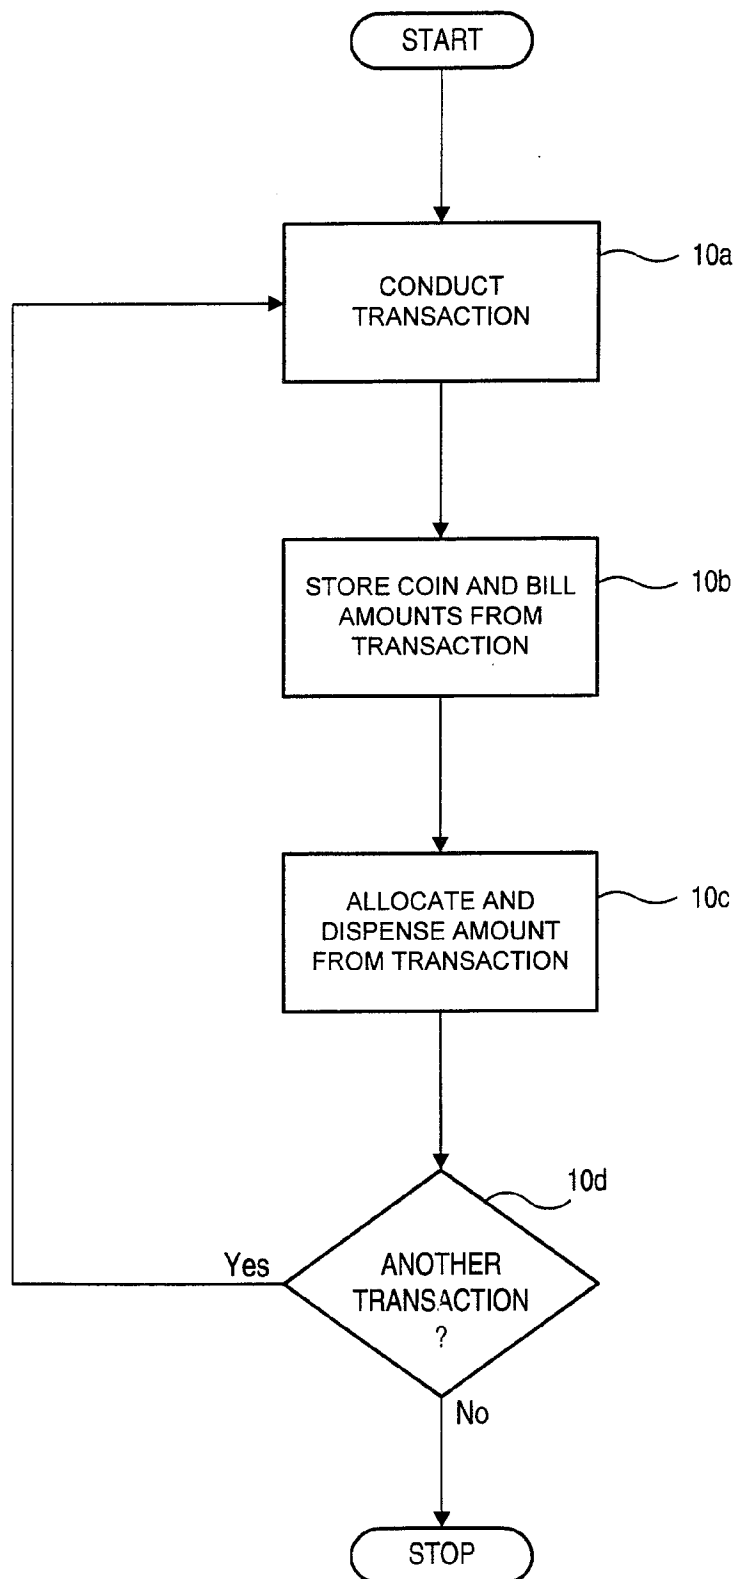 START
CONDUCT
TRANSACTION
10a
STORE COIN AND BILL
AMOUNTS FROM
TRANSACTION
10b
ALLOCATE AND
DISPENSE AMOUNT
FROM TRANSACTION
10c
10d
ANOTHER
TRANSACTION
?
Yes
No
STOP